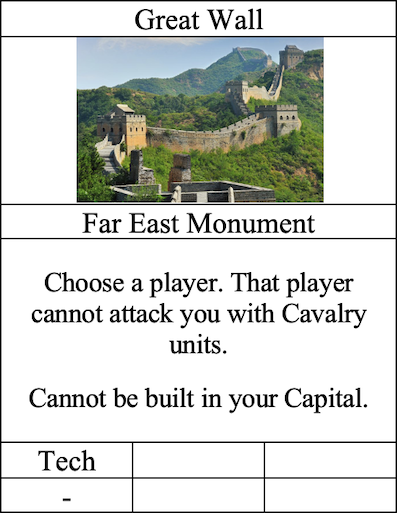 Great Wall
Far East Monument
Choose a player. That player
cannot attack you with Cavalry
units.
Cannot be built in your Capital.
Tech
-